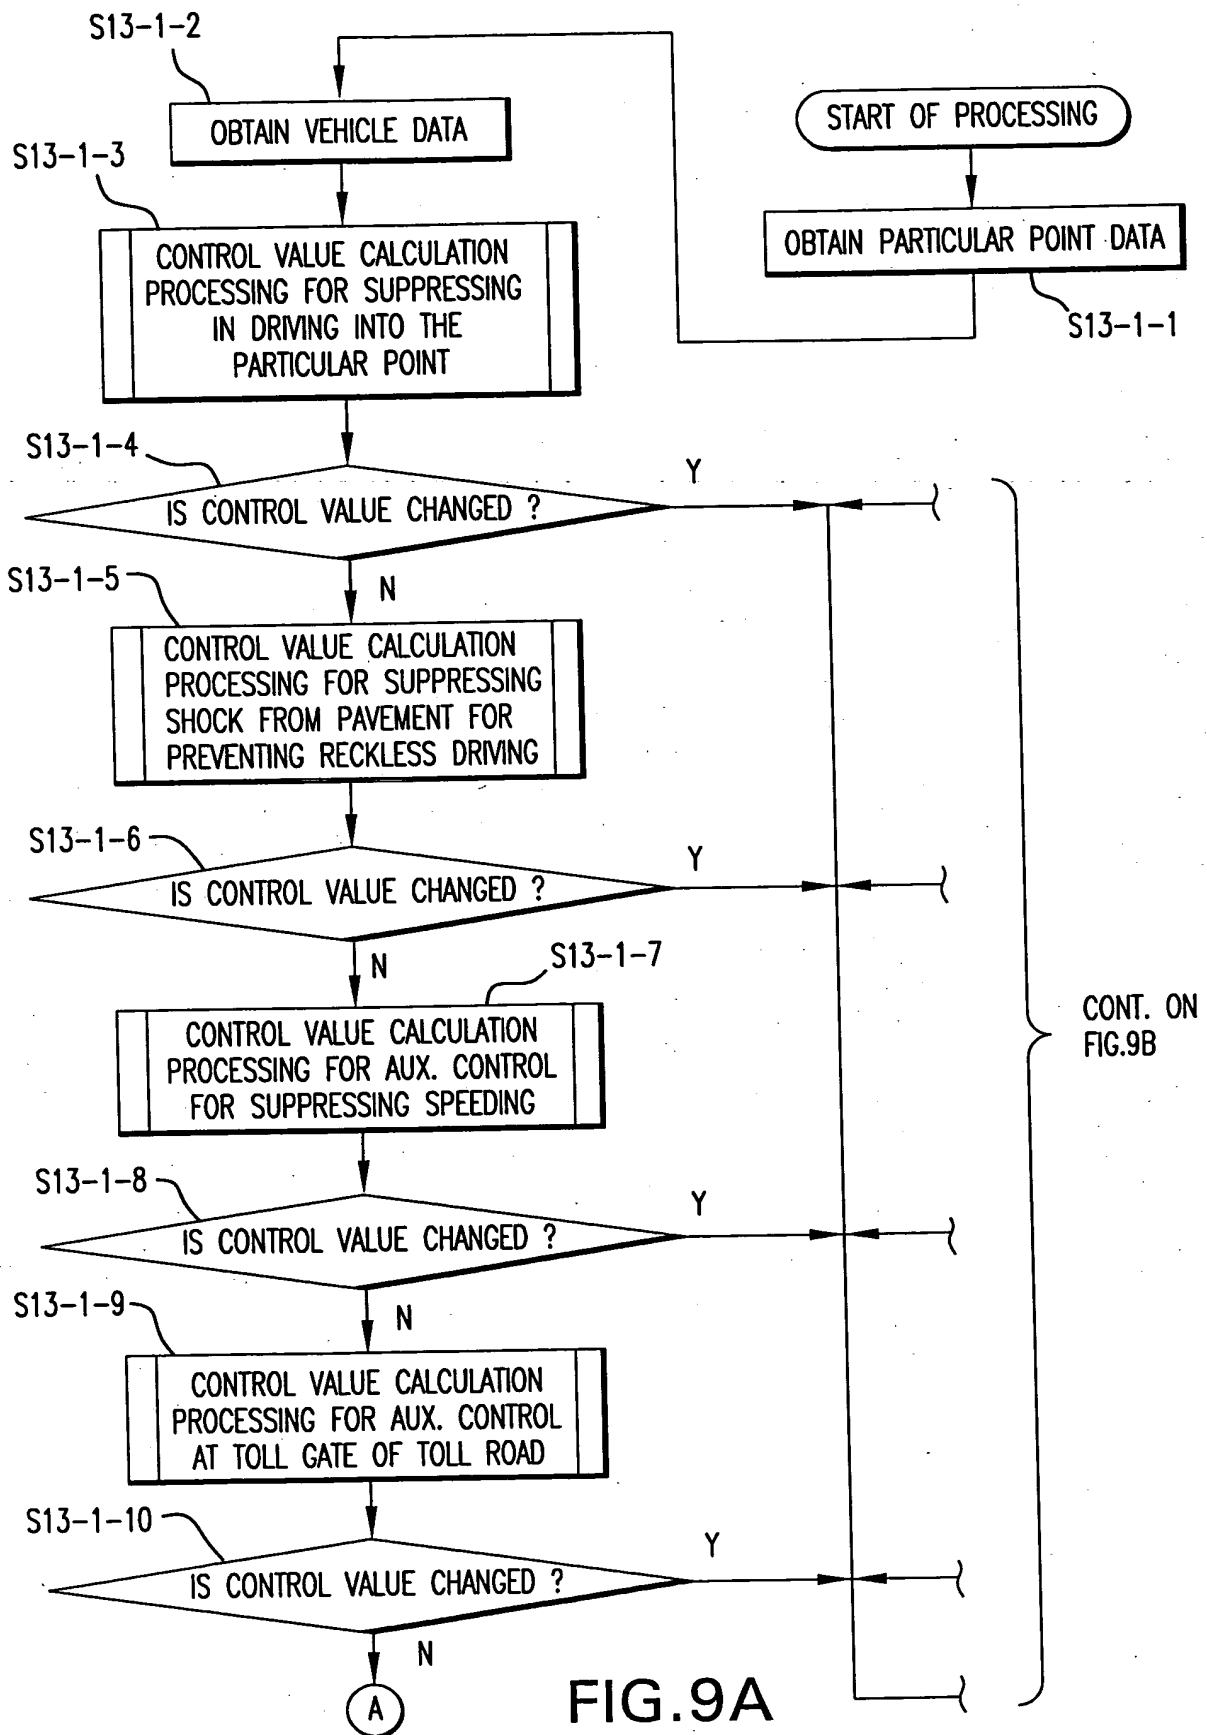 S13-1-2
OBTAIN VEHICLE DATA
START OF PROCESSING
OBTAIN PARTICULAR POINT DATA
S13-1-1
S13-1-3
CONTROL VALUE CALCULATION
PROCESSING FOR SUPPRESSING
IN DRIVING INTO THE
PARTICULAR POINT
S13-1-4
IS CONTROL VALUE CHANGED ?
Y
N
S13-1-5
CONTROL VALUE CALCULATION
PROCESSING FOR SUPPRESSING
SHOCK FROM PAVEMENT FOR
PREVENTING RECKLESS DRIVING
S13-1-6
IS CONTROL VALUE CHANGED ?
Y
N
S13-1-7
CONTROL VALUE CALCULATION
PROCESSING FOR AUX. CONTROL
FOR SUPPRESSING SPEEDING
CONT. ON
FIG.9B
S13-1-8
IS CONTROL VALUE CHANGED ?
Y
N
S13-1-9
CONTROL VALUE CALCULATION
PROCESSING FOR AUX. CONTROL
AT TOLL GATE OF TOLL ROAD
S13-1-10
IS CONTROL VALUE CHANGED ?
Y
N
A
FIG.9A